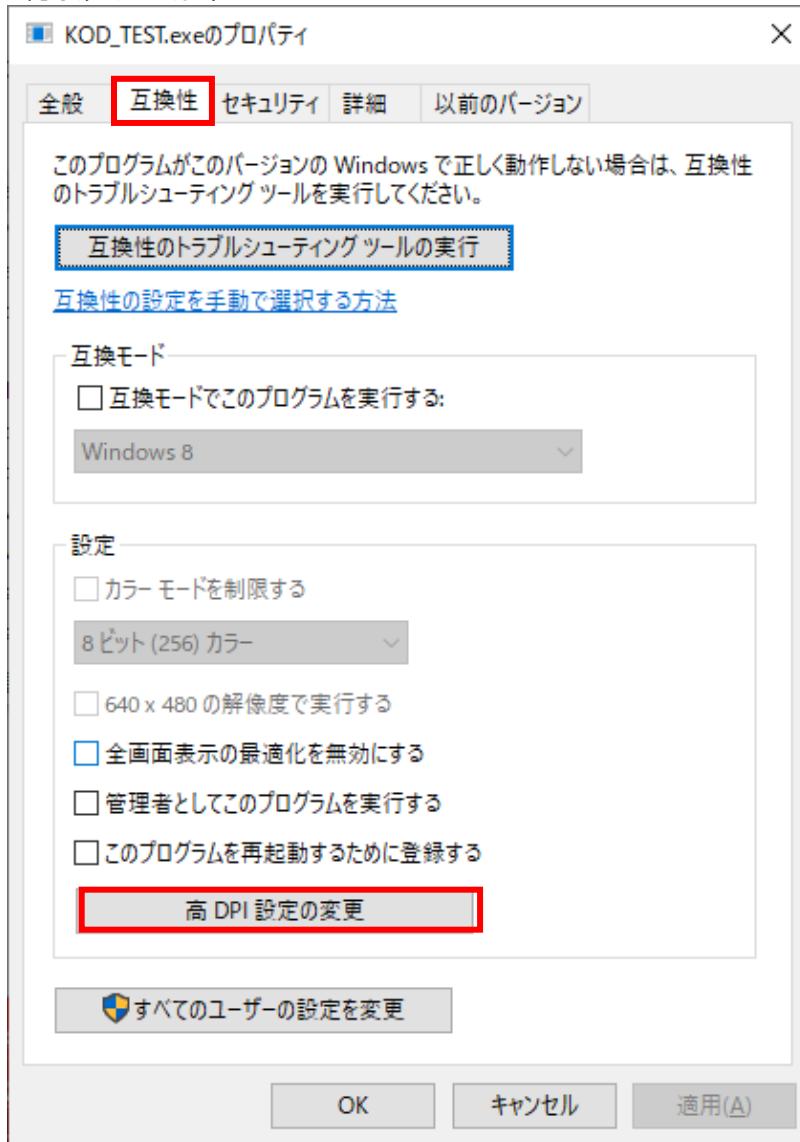 KOD_TEST.exeのプロパティ
全般 互換性 セキュリティ 詳細 以前のバージョン
このプログラムがこのバージョンの Windows で正しく動作しない場合は、互換性
のトラブルシューティング ツールを実行してください。
互換性のトラブルシューティング ツールの実行
互換性の設定を手動で選択する方法
互換モード
互換モードでこのプログラムを実行する:
Windows 8
設定
カラー モードを制限する
8 ビット (256) カラー
640 x 480 の解像度で実行する
全画面表示の最適化を無効にする
管理者としてこのプログラムを実行する
このプログラムを再起動するために登録する
高 DPI 設定の変更
すべてのユーザーの設定を変更
OK キャンセル 適用(A)